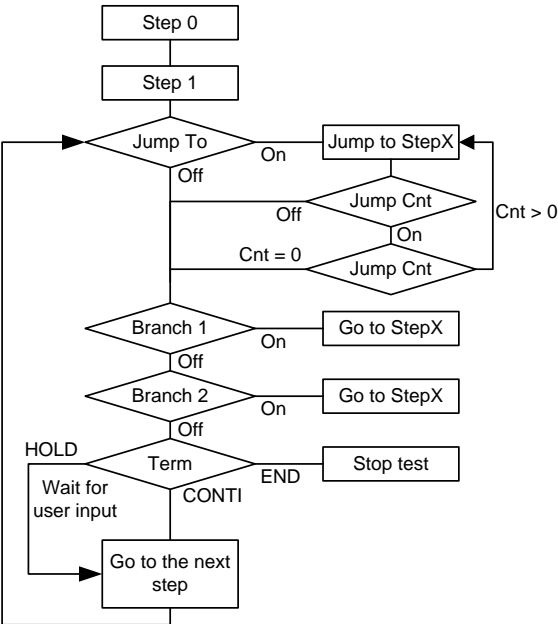 Step 0
Step 1
Jump To
On
Jump to StepX
Off
Jump Cnt
Off
On
Cnt > 0
Cnt = 0
Jump Cnt
Branch 1
On
Go to StepX
Off
Branch 2
On
Go to StepX
Off
HOLD
Term
END
Stop test
Wait for
user input
CONTI
Go to the next
step